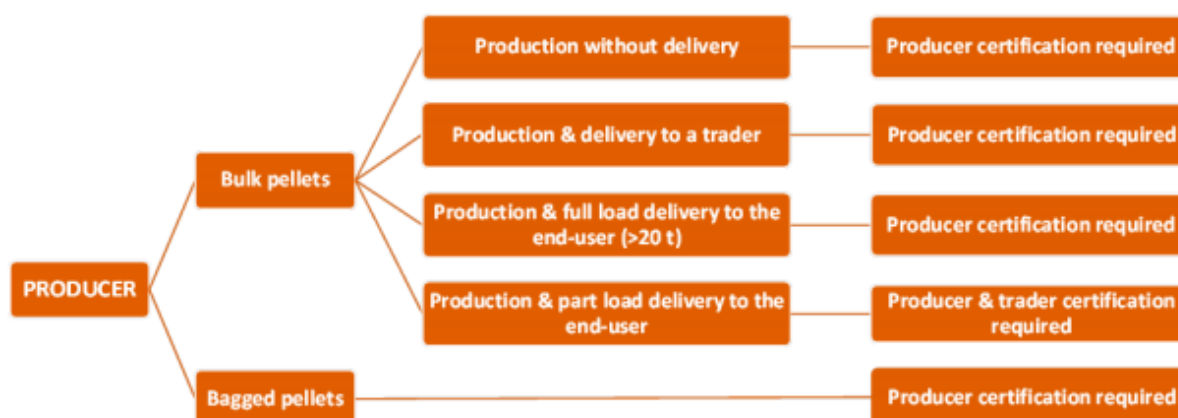 Production without delivery
Producer certification required
Production & delivery to a trader
Producer certification required
Bulk pellets
Production & full load delivery to the
end-user (>20 t)
Producer certification required
PRODUCER
Production & part load delivery to the
end-user
Producer & trader certification
required
Bagged pellets
Producer certification required